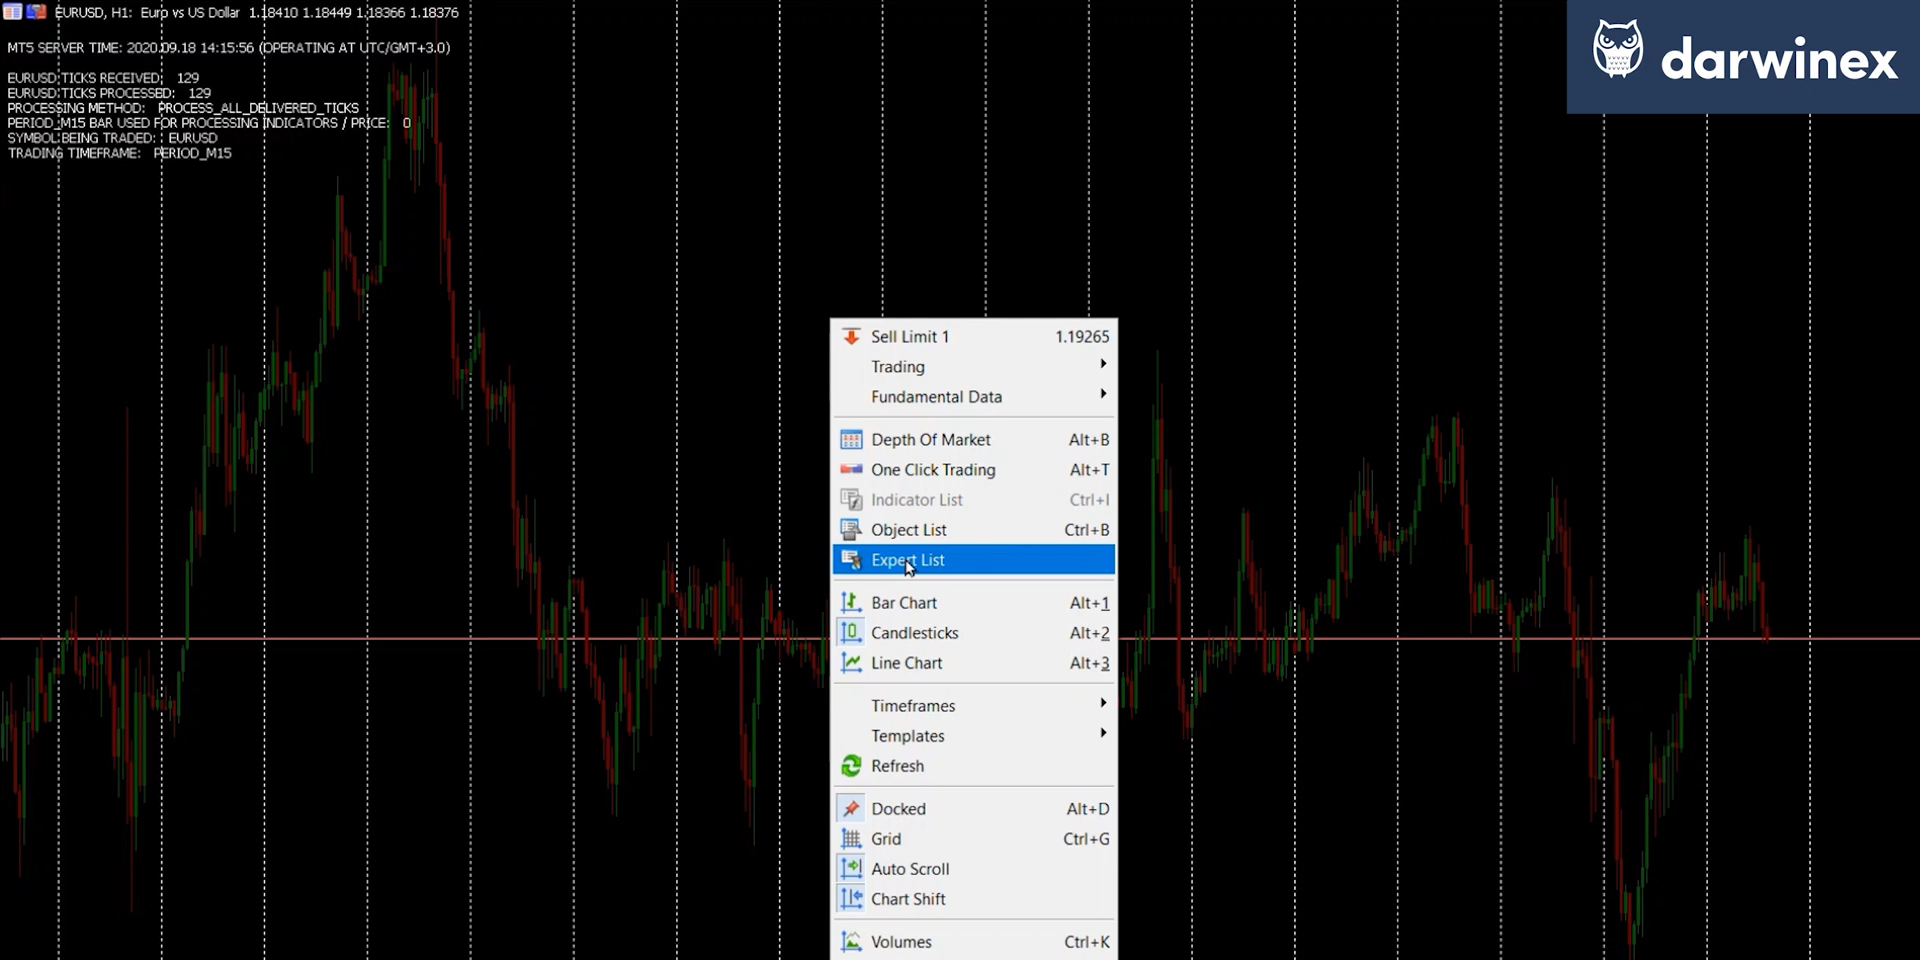 EURUSD, H1: Euro vs US Dollar 1.18410 1.18449 1.18366 1.18376
darwinex
MT5 SERVER TIME: 2020.09.18 14:15:56 (OPERATING AT UTC/GMT+3.0)
EURUSD TICKS RECEIVED: 129
EURUSD TICKS PROCESSED: 129
PROCESSING METHOD: PROCESS_ALL_DELIVERED_TICKS
PERIOD_M15 BAR USED FOR PROCESSING INDICATORS / PRICE: 0
SYMBOL BEING TRADED: EURUSD
TRADING TIMEFRAME: PERIOD_M15
Sell Limit 1 1.19265
Trading
Fundamental Data
Depth Of Market Alt+B
One Click Trading Alt+T
Indicator List Ctrl+I
Object List Ctrl+B
Expert List
Bar Chart Alt+1
Candlesticks Alt+2
Line Chart Alt+3
Timeframes
Templates
Refresh
Docked Alt+D
Grid Ctrl+G
Auto Scroll
Chart Shift
Volumes Ctrl+K